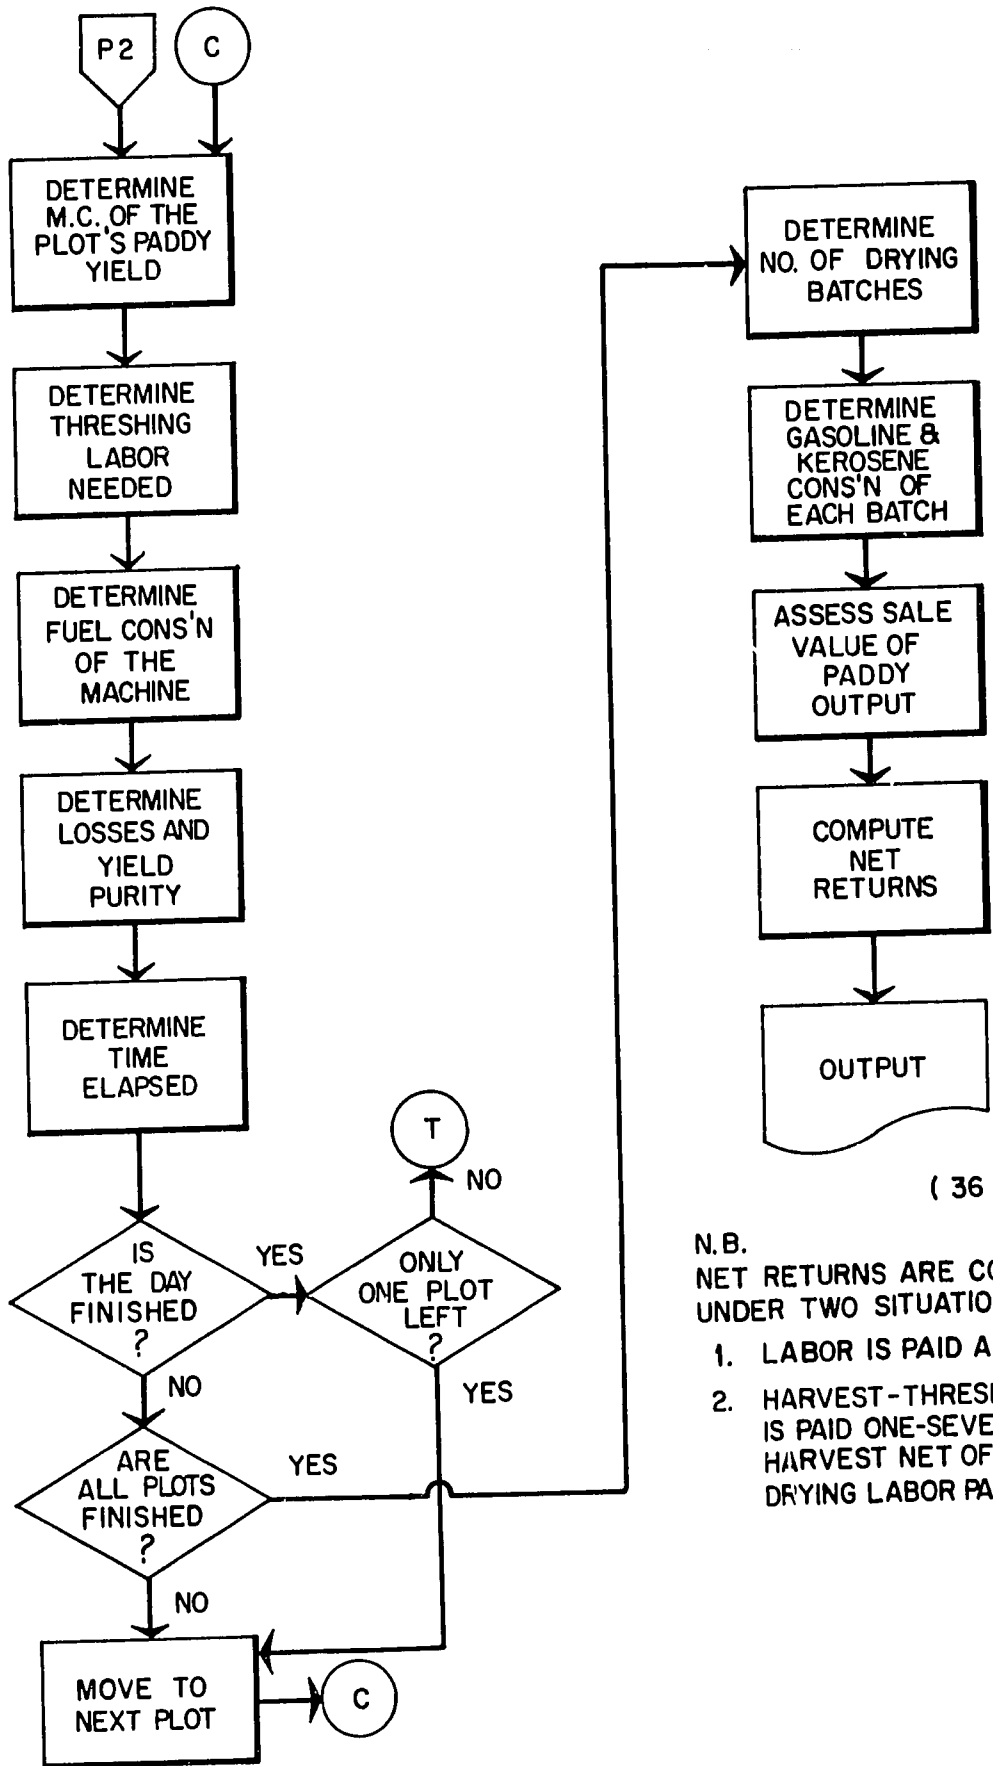 P2
C
DETERMINE
M.C. OF THE
PLOT'S PADDY
YIELD
DETERMINE
THRESHING
LABOR
NEEDED
DETERMINE
FUEL CONS'N
OF THE
MACHINE
DETERMINE
LOSSES AND
YIELD
PURITY
DETERMINE
TIME
ELAPSED
IS
THE DAY
FINISHED
?
YES
NO
ONLY
ONE PLOT
LEFT
?
NO
T
YES
ARE
ALL PLOTS
FINISHED
?
YES
NO
MOVE TO
NEXT PLOT
C
DETERMINE
NO. OF DRYING
BATCHES
DETERMINE
GASOLINE &
KEROSENE
CONS'N OF
EACH BATCH
ASSESS SALE
VALUE OF
PADDY
OUTPUT
COMPUTE
NET
RETURNS
OUTPUT
( 36
N.B.
NET RETURNS ARE
UNDER TWO
1. LABOR IS PAID
2. HARVEST-
IS PAID
HARVEST NET OF
DRYING LABOR